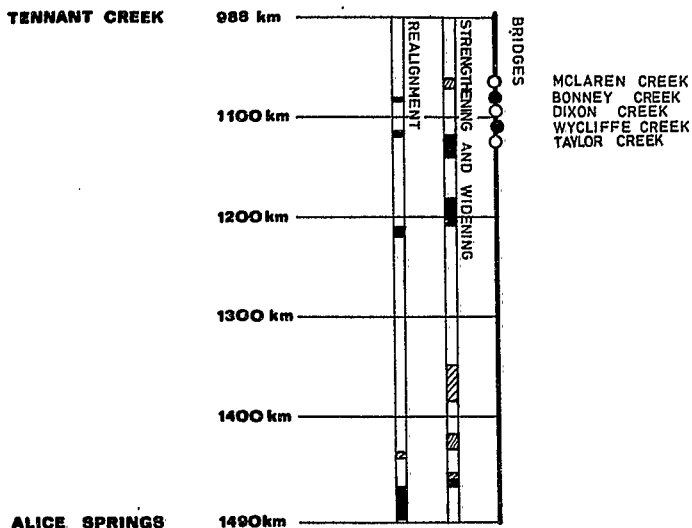 TENNANT CREEK
988 km
REALIGNMENT
STRENGTHENING AND WIDENING
BRIDGES
MCLAREN CREEK
BONNEY CREEK
DIXON CREEK
WYCLIFFE CREEK
TAYLOR CREEK
1100 km
1200 km
1300 km
1400 km
ALICE SPRINGS
1490km